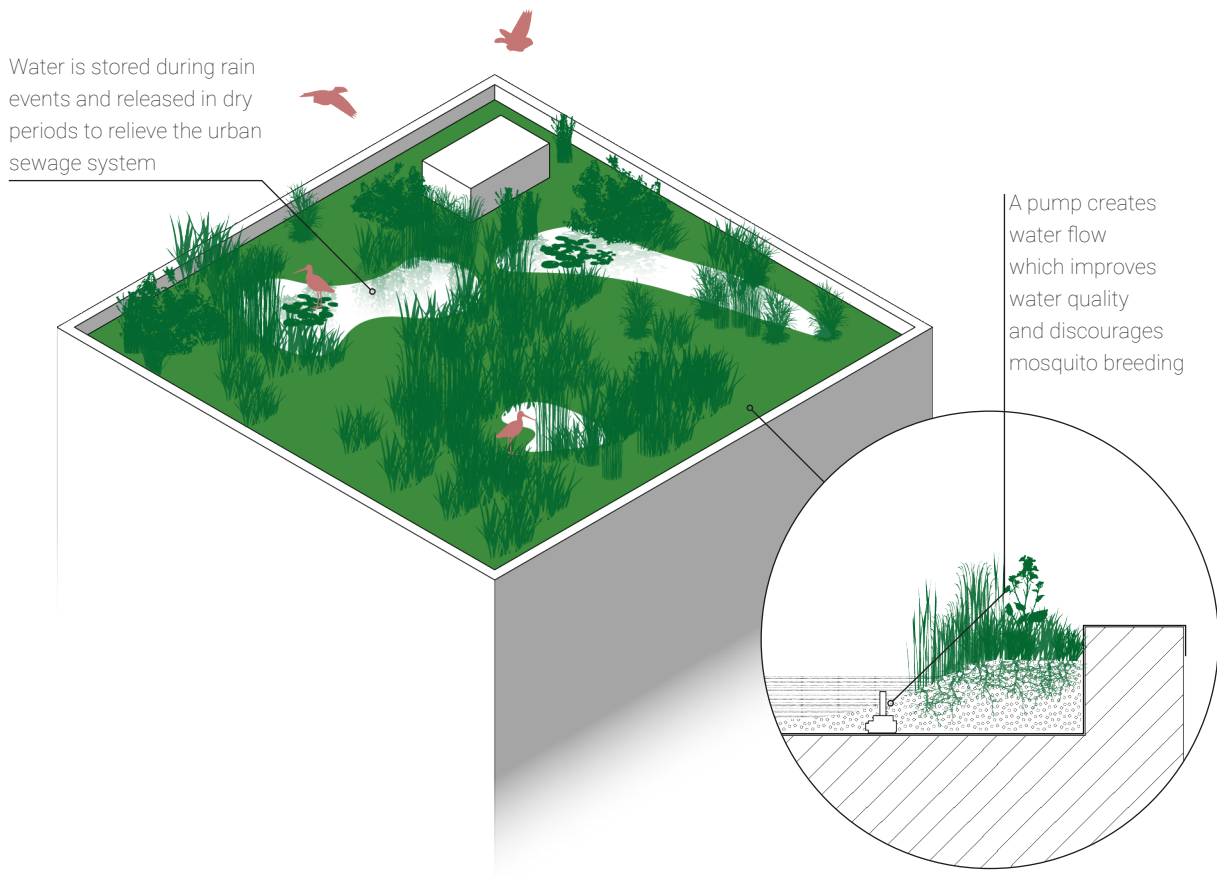 Water is stored during rain
events and released in dry
periods to relieve the urban
sewage system
A pump creates
water flow
which improves
water quality
and discourages
mosquito breeding